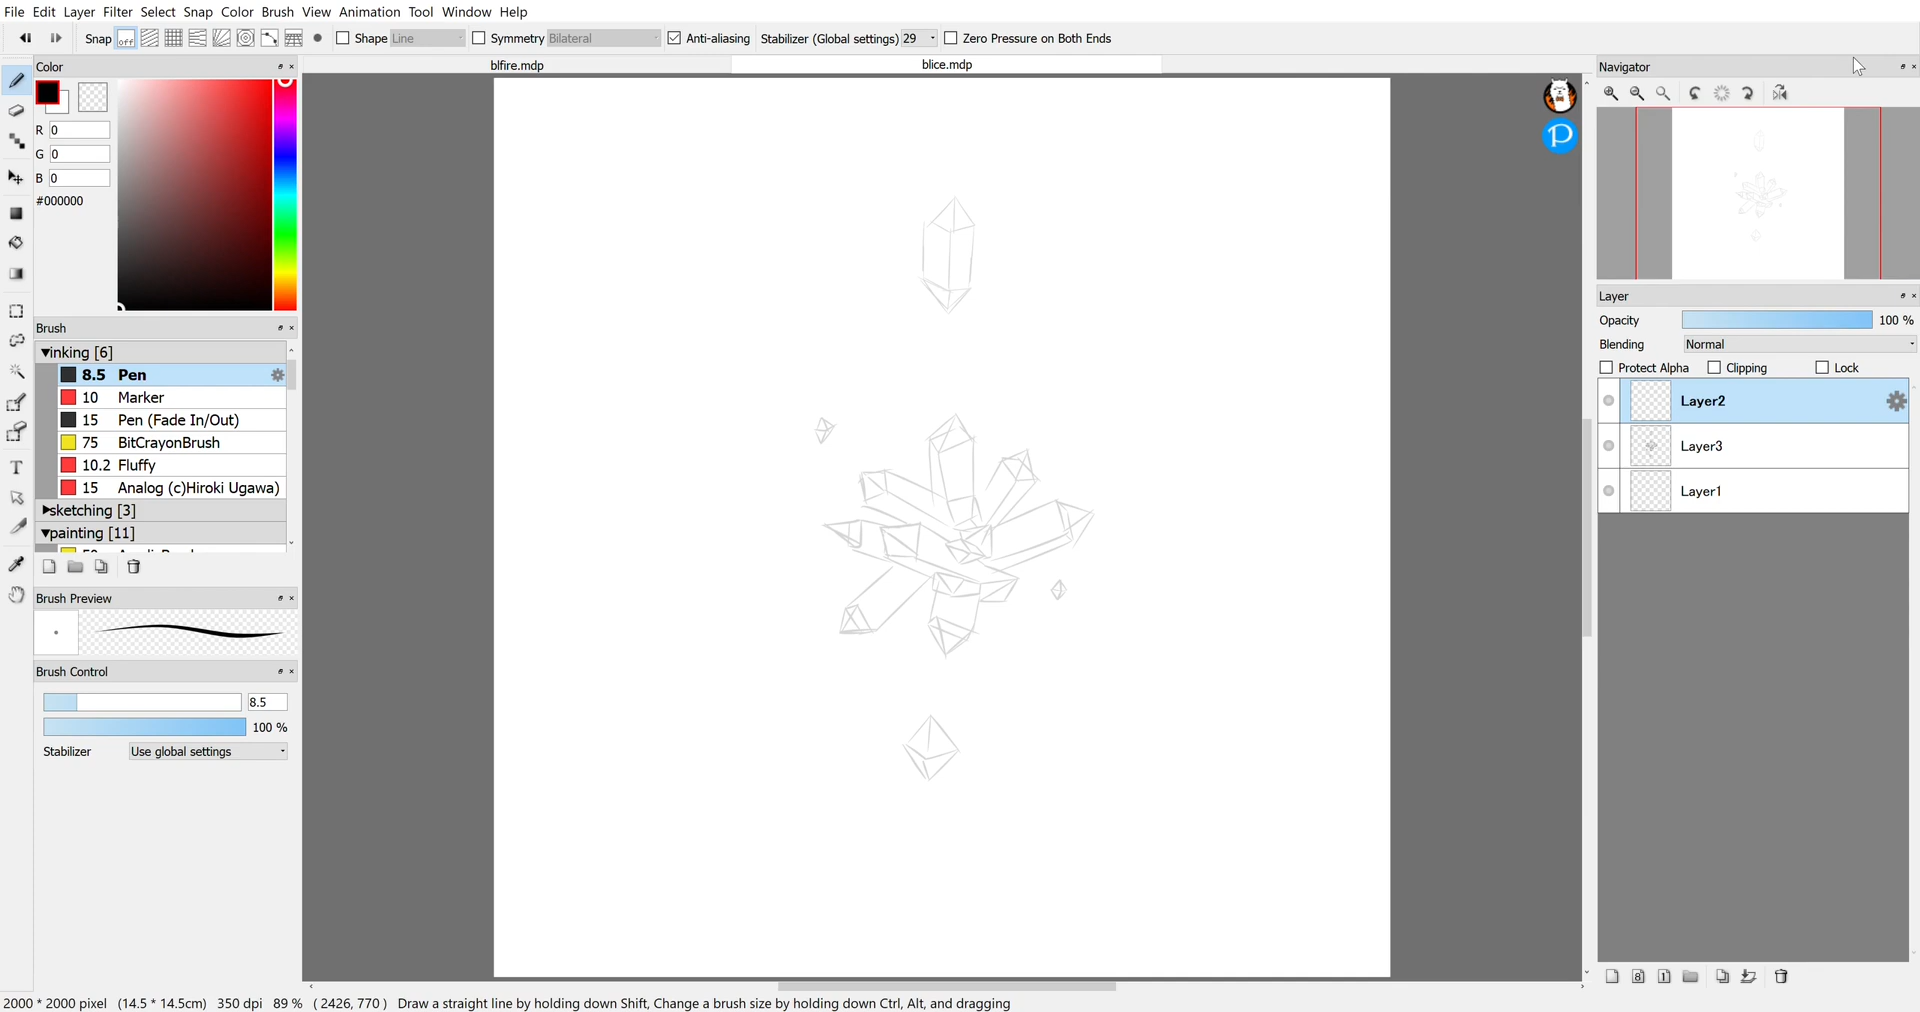 File Edit Layer Filter Select Snap Color Brush View Animation Tool Window Help
Snap off Shape Line Symmetry Bilateral Anti-aliasing Stabilizer (Global settings) 29 Zero Pressure on Both Ends
Color
blfire.mdp
blice.mdp
Navigator
R 0
G 0
B 0
#000000
Brush
inking [6]
8.5 Pen
10 Marker
15 Pen (Fade In/Out)
75 BitCrayonBrush
10.2 Fluffy
15 Analog (c)Hiroki Ugawa)
sketching [3]
painting [11]
Brush Preview
Brush Control
8.5
100 %
Stabilizer Use global settings
P
Layer
Opacity 100 %
Blending Normal
Protect Alpha Clipping Lock
Layer2
Layer3
Layer1
T
8 1
2000 * 2000 pixel (14.5 * 14.5cm) 350 dpi 89 % ( 2426, 770 ) Draw a straight line by holding down Shift, Change a brush size by holding down Ctrl, Alt, and dragging